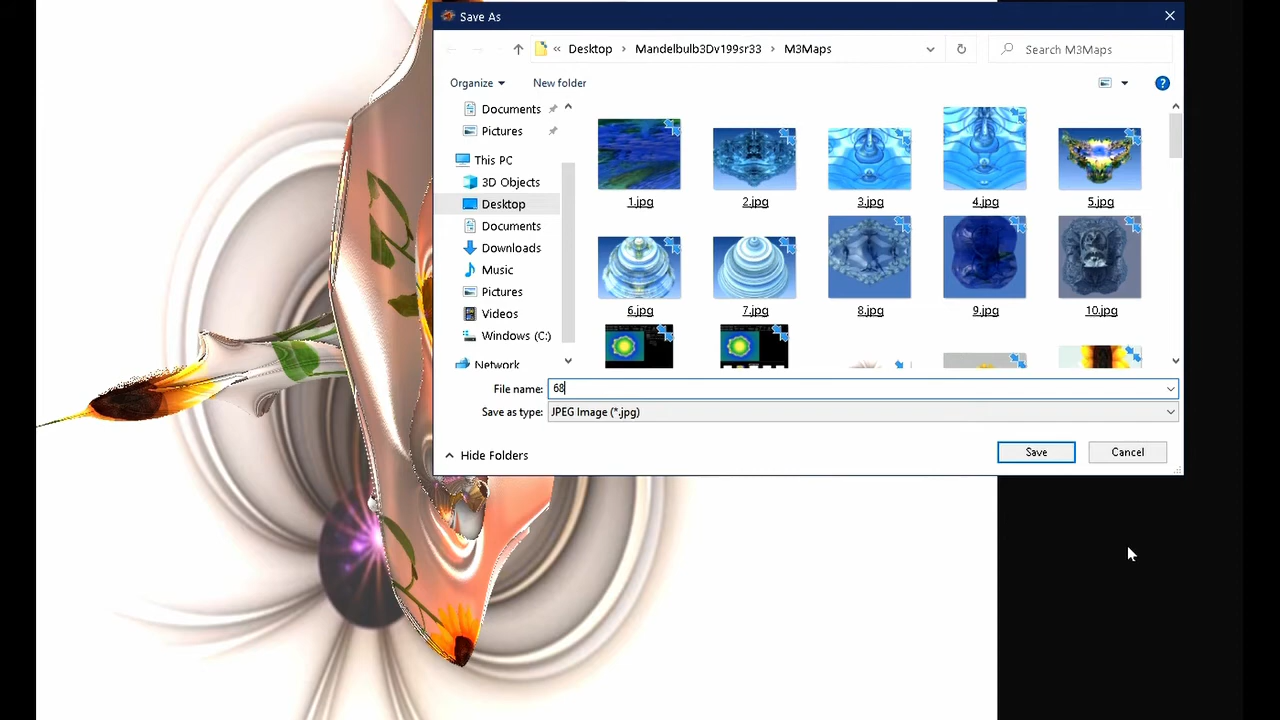 Save As
« Desktop › Mandelbulb3Dv199sr33 › M3Maps
Search M3Maps
Organize
New folder
Documents
Pictures
This PC
3D Objects
Desktop
Documents
Downloads
Music
Pictures
Videos
Windows (C:)
Network
1.jpg
2.jpg
3.jpg
4.jpg
5.jpg
6.jpg
7.jpg
8.jpg
9.jpg
10.jpg
File name: 68
Save as type: JPEG Image (*.jpg)
Hide Folders
Save
Cancel